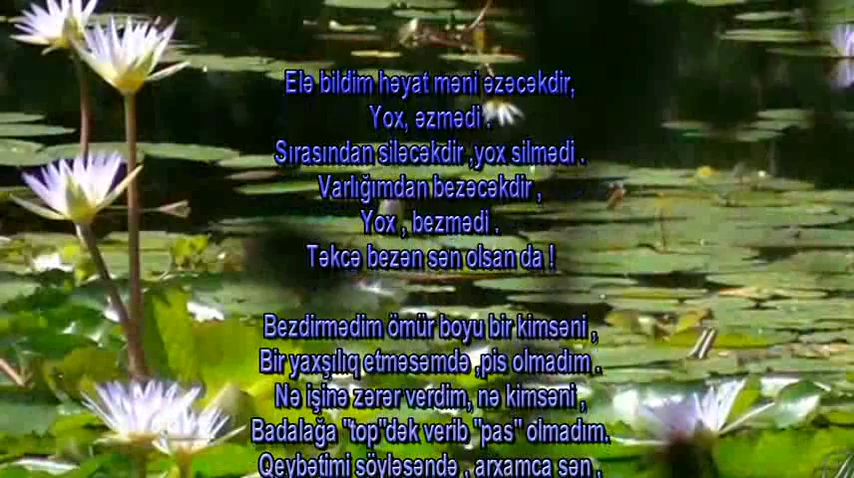 Elə bildim həyat məni əzəcəkdir,
Yox, əzmədi .
Sırasından siləcəkdir ,yox silmədi .
Varlığımdan bezəcəkdir ,
Yox , bezmədi .
Təkcə bezən sən olsan da !
Bezdirmədim ömür boyu bir kimsəni ,
Bir yaxşılıq etməsəmdə ,pis olmadım .
Nə işinə zərər verdim, nə kimsəni ,
Badalağa "top"dək verib "pas" olmadım.
Qeybətimi söyləsəndə , arxamca sən ,